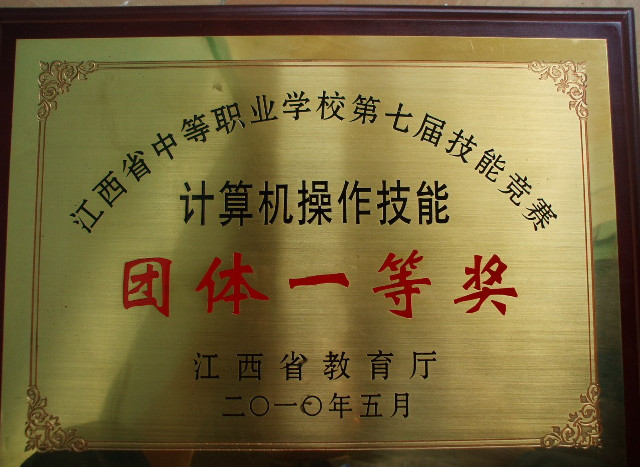 江西省中等职业学校第七届技能竞赛
计算机操作技能
团体一等奖
江西省教育厅
二〇一〇年五月